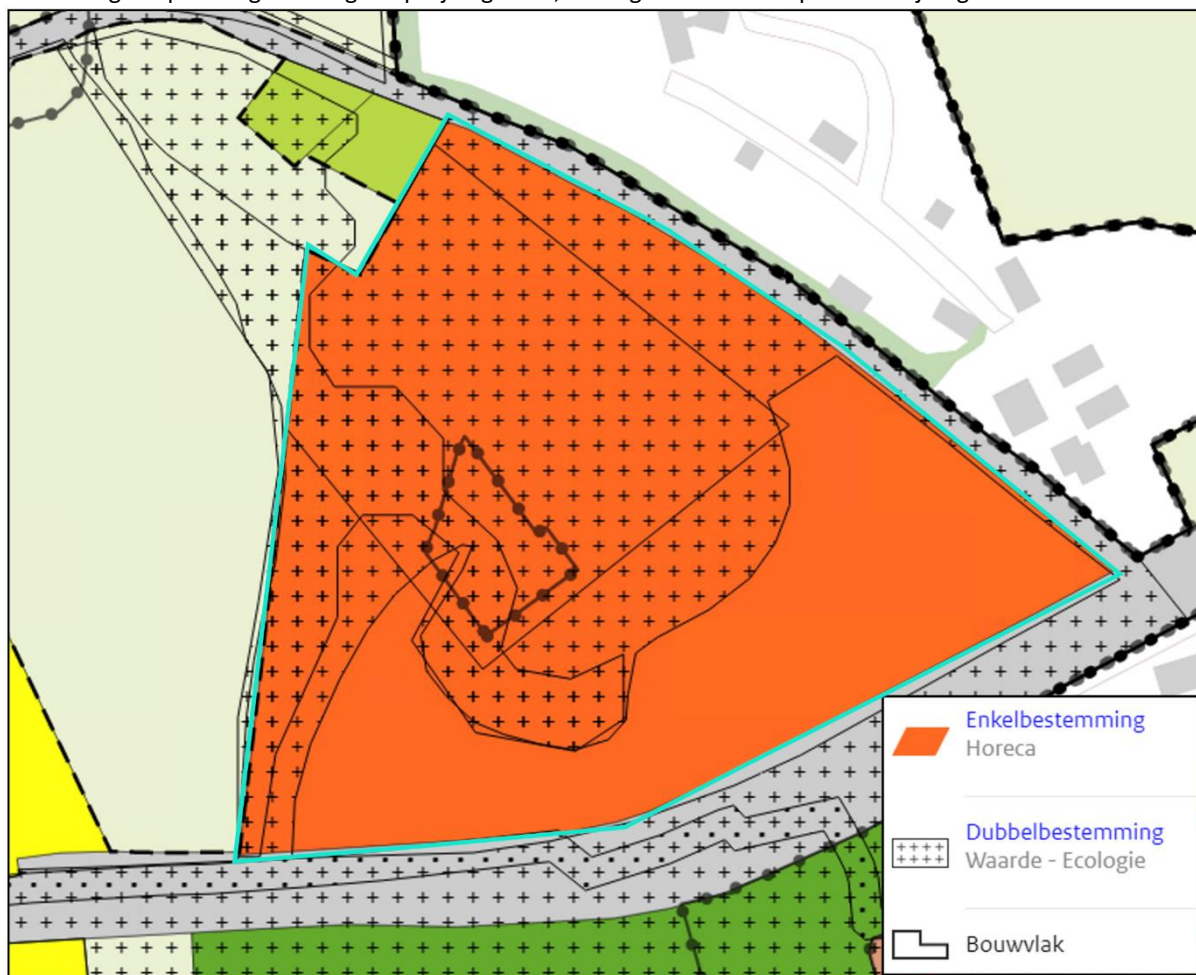 Enkelbestemming
Horeca
Dubbelbestemming
Waarde - Ecologie
Bouwvlak